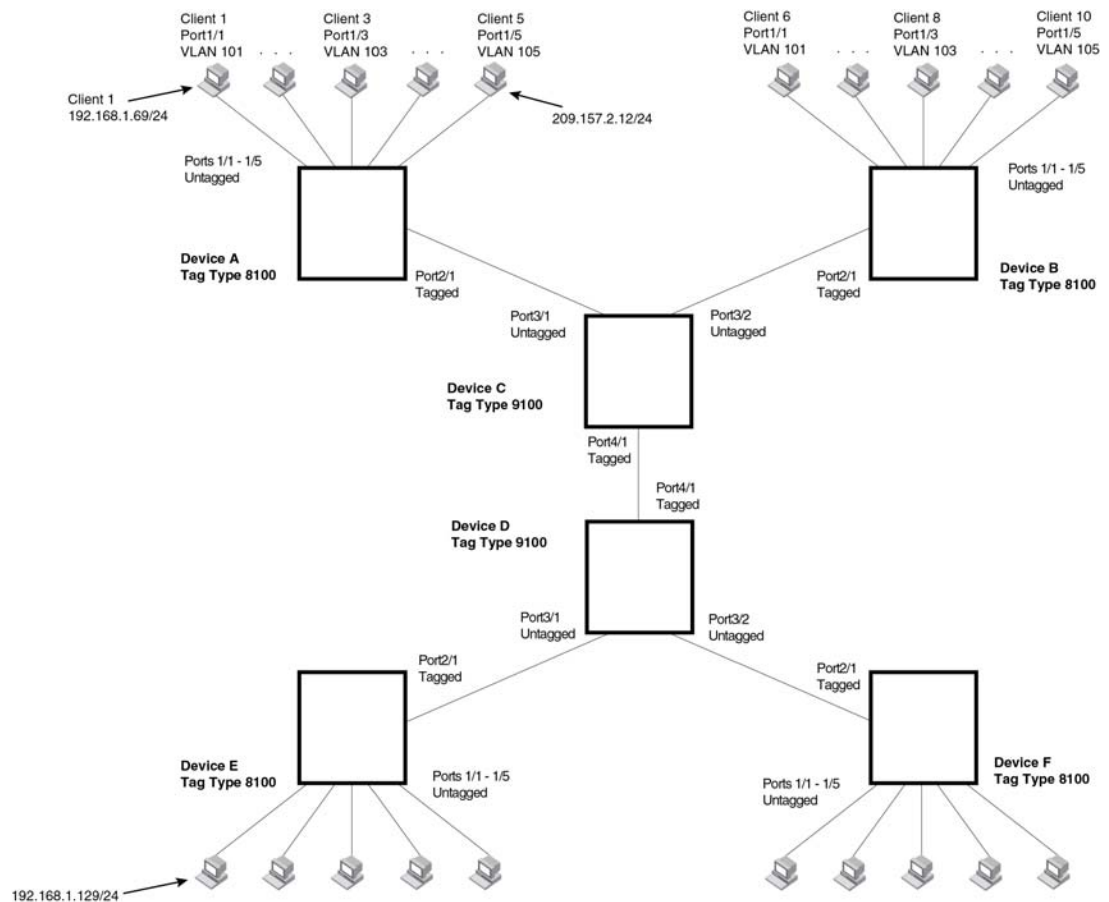 Client 1
Port1/1
VLAN 101
. . .
Client 3
Port1/3
VLAN 103
. . .
Client 5
Port1/5
VLAN 105
Client 6
Port1/1
VLAN 101
. . .
Client 8
Port1/3
VLAN 103
. . .
Client 10
Port1/5
VLAN 105
Client 1
192.168.1.69/24
209.157.2.12/24
Ports 1/1 - 1/5
Untagged
Ports 1/1 - 1/5
Untagged
Device A
Tag Type 8100
Port2/1
Tagged
Port2/1
Tagged
Device B
Tag Type 8100
Port3/1
Untagged
Port3/2
Untagged
Device C
Tag Type 9100
Port4/1
Tagged
Port4/1
Tagged
Device D
Tag Type 9100
Port3/1
Untagged
Port3/2
Untagged
Port2/1
Tagged
Port2/1
Tagged
Device E
Tag Type 8100
Ports 1/1 - 1/5
Untagged
Ports 1/1 - 1/5
Untagged
Device F
Tag Type 8100
192.168.1.129/24